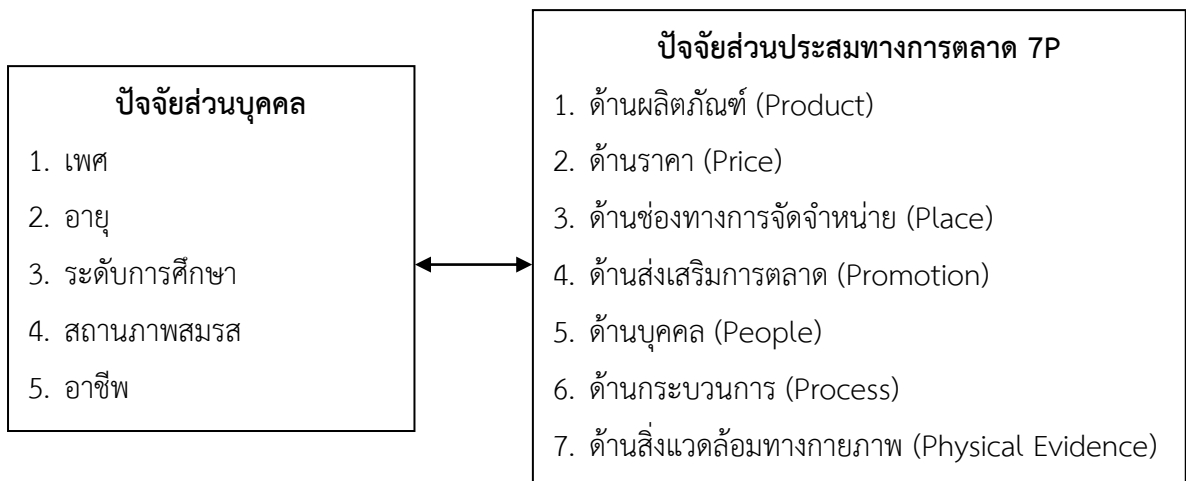 ปัจจัยส่วนบุคคล
1. เพศ
2. อายุ
3. ระดับการศึกษา
4. สถานภาพสมรส
5. อาชีพ
ปัจจัยส่วนประสมทางการตลาด 7P
1. ด้านผลิตภัณฑ์ (Product)
2. ด้านราคา (Price)
3. ด้านช่องทางการจัดจำหน่าย (Place)
4. ด้านส่งเสริมการตลาด (Promotion)
5. ด้านบุคคล (People)
6. ด้านกระบวนการ (Process)
7. ด้านสิ่งแวดล้อมทางกายภาพ (Physical Evidence)